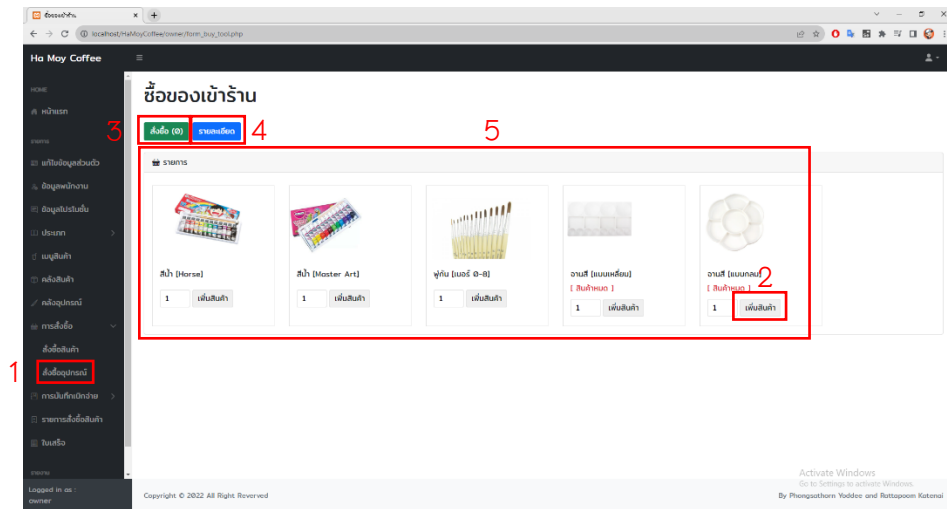 ซื้อของเข้าร้าน
localhost/HaMoyCoffee/owner/form_buy_tool.php
Ha Moy Coffee
HOME
หน้าแรก
รายการ
แก้ไขข้อมูลส่วนตัว
ข้อมูลพนักงาน
ข้อมูลโปรโมชั่น
ประเภท
เมนูสินค้า
คลังสินค้า
คลังอุปกรณ์
การสั่งซื้อ
สั่งซื้อสินค้า
1 สั่งซื้ออุปกรณ์
การบันทึกเบิกจ่าย
รายการสั่งซื้อสินค้า
ใบเสร็จ
รายงาน
Logged in as :
owner
ซื้อของเข้าร้าน
3 สั่งซื้อ (0) รายละเอียด 4 5
รายการ
สีน้ำ [Horse]
1 เพิ่มสินค้า
สีน้ำ [Master Art]
1 เพิ่มสินค้า
พู่กัน [เบอร์ 0-8]
1 เพิ่มสินค้า
จานสี [แบบเหลี่ยม]
[ สินค้าหมด ]
1 เพิ่มสินค้า
จานสี [แบบกลม]
[ สินค้าหมด ] 2
1 เพิ่มสินค้า
Activate Windows
Go to Settings to activate Windows.
Copyright © 2022 All Right Reverved
By Phongsathorn Yoddee and Rattapoom Katenai